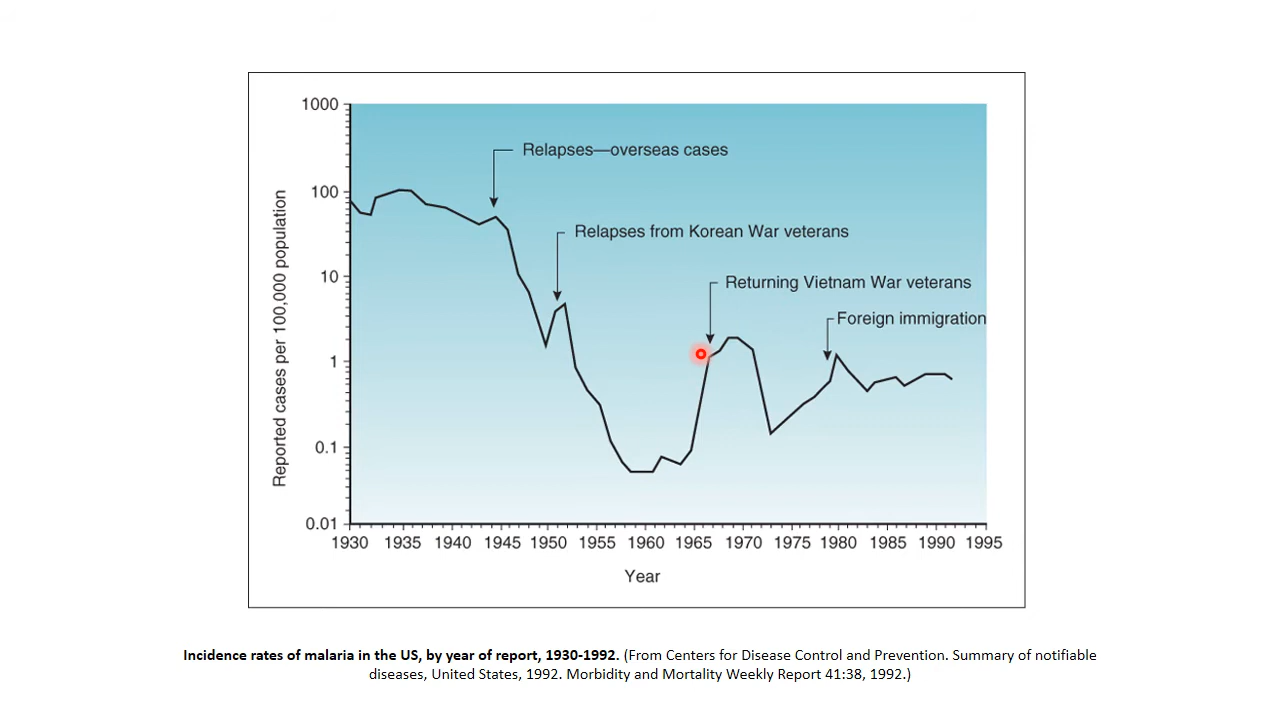 1000
Relapses—overseas cases
100
Relapses from Korean War veterans
10
Returning Vietnam War veterans
Foreign immigration
1
0.1
0.01
Reported cases per 100,000 population
1930 1935 1940 1945 1950 1955 1960 1965 1970 1975 1980 1985 1990 1995
Year
Incidence rates of malaria in the US, by year of report, 1930-1992. (From Centers for Disease Control and Prevention. Summary of notifiable
diseases, United States, 1992. Morbidity and Mortality Weekly Report 41:38, 1992.)